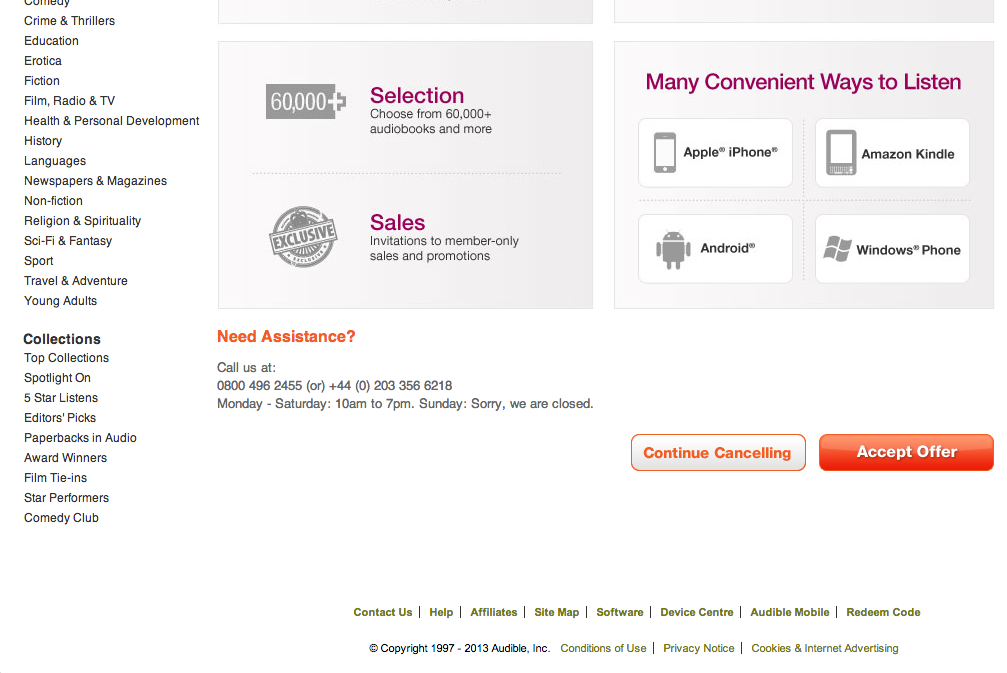 Comedy
Crime & Thrillers
Education
Erotica
Fiction
Film, Radio & TV
Health & Personal Development
History
Languages
Newspapers & Magazines
Non-fiction
Religion & Spirituality
Sci-Fi & Fantasy
Sport
Travel & Adventure
Young Adults
Collections
Top Collections
Spotlight On
5 Star Listens
Editors' Picks
Paperbacks in Audio
Award Winners
Film Tie-ins
Star Performers
Comedy Club
60,000+
Selection
Choose from 60,000+
audiobooks and more
EXCLUSIVE
EXCLUSIVE
Sales
Invitations to member-only
sales and promotions
Many Convenient Ways to Listen
Apple® iPhone®
Amazon Kindle
Android®
Windows® Phone
Need Assistance?
Call us at:
0800 496 2455 (or) +44 (0) 203 356 6218
Monday - Saturday: 10am to 7pm. Sunday: Sorry, we are closed.
Continue Cancelling
Accept Offer
Contact Us | Help | Affiliates | Site Map | Software | Device Centre | Audible Mobile | Redeem Code
© Copyright 1997 - 2013 Audible, Inc. Conditions of Use | Privacy Notice | Cookies & Internet Advertising